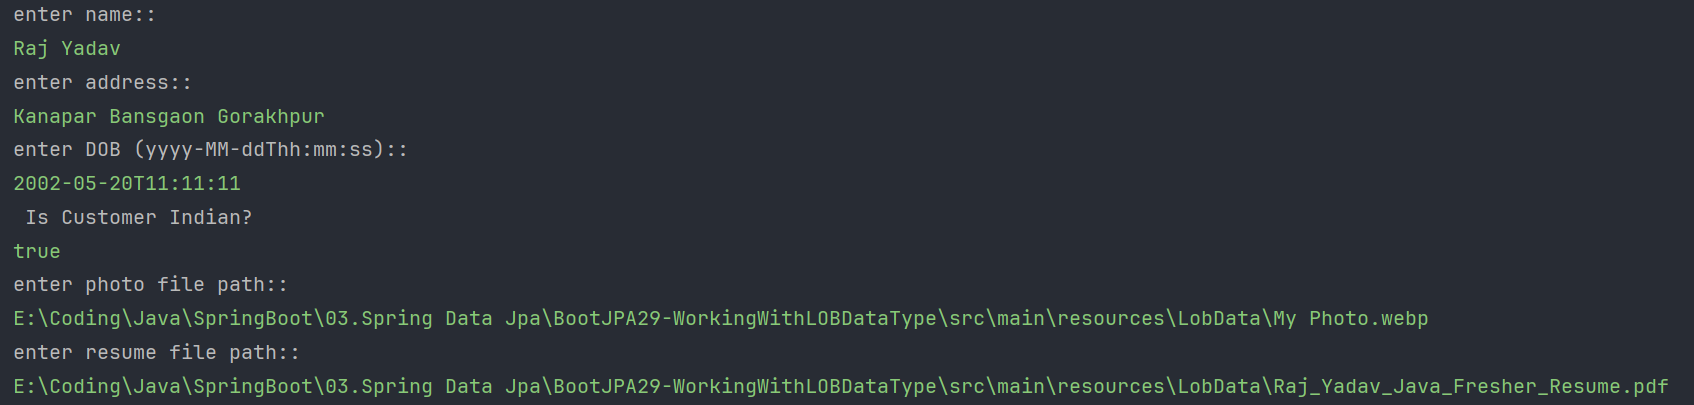 enter name::
Raj Yadav
enter address::
Kanapar Bansgaon Gorakhpur
enter DOB (yyyy-MM-ddThh:mm:ss)::
2002-05-20T11:11:11
Is Customer Indian?
true
enter photo file path::
E:\Coding\Java\SpringBoot\03.Spring Data Jpa\BootJPA29-WorkingWithLOBDataType\src\main\resources\LobData\My Photo.webp
enter resume file path::
E:\Coding\Java\SpringBoot\03.Spring Data Jpa\BootJPA29-WorkingWithLOBDataType\src\main\resources\LobData\Raj_Yadav_Java_Fresher_Resume.pdf